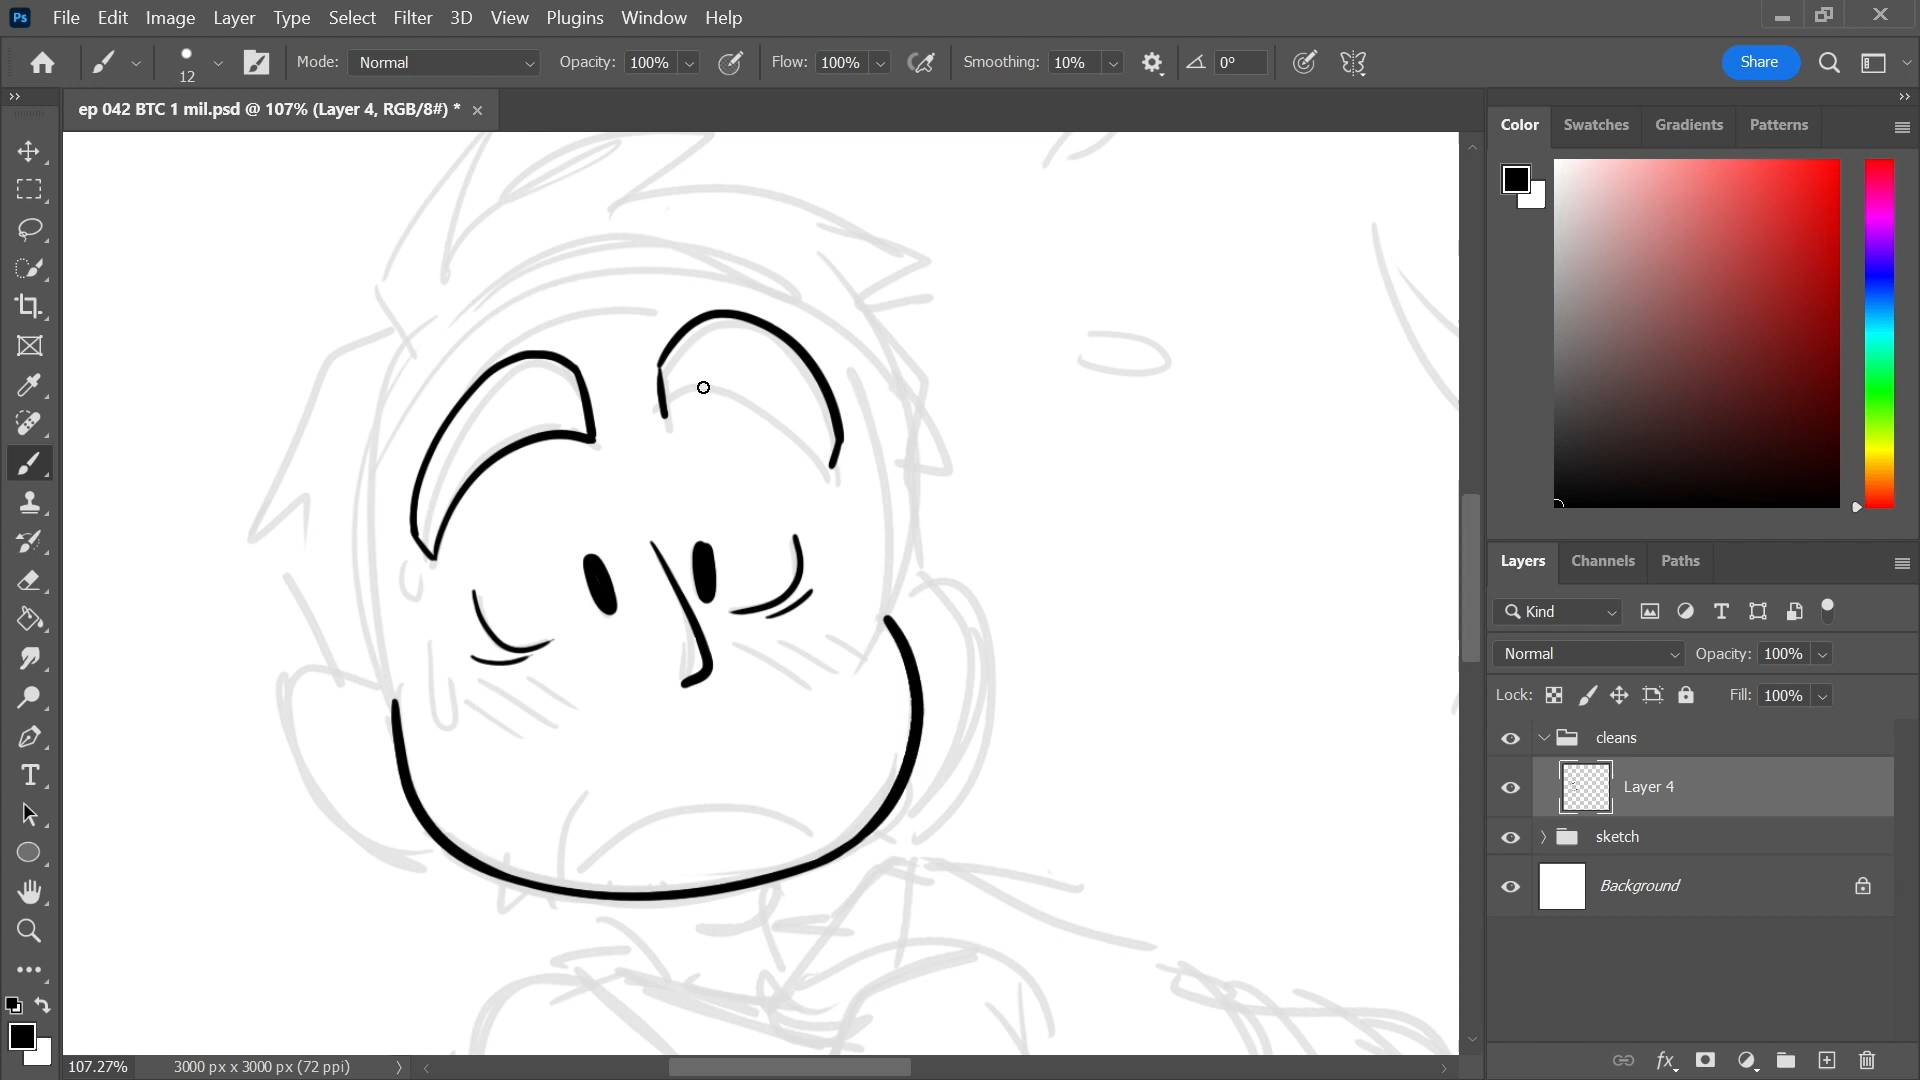 Ps File Edit Image Layer Type Select Filter 3D View Plugins Window Help
12 Mode: Normal Opacity: 100% Flow: 100% Smoothing: 10% 0° Share
ep 042 BTC 1 mil.psd @ 107% (Layer 4, RGB/8#) * ×
Color Swatches Gradients Patterns
Layers Channels Paths
Kind
Normal Opacity: 100%
Lock: Fill: 100%
cleans
Layer 4
sketch
Background
107.27% 3000 px x 3000 px (72 ppi)
fx